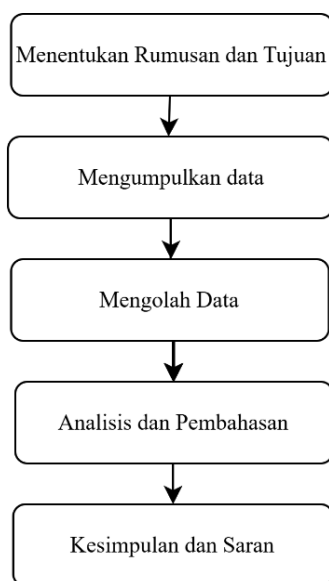 Menentukan Rumusan dan Tujuan
Mengumpulkan data
Mengolah Data
Analisis dan Pembahasan
Kesimpulan dan Saran